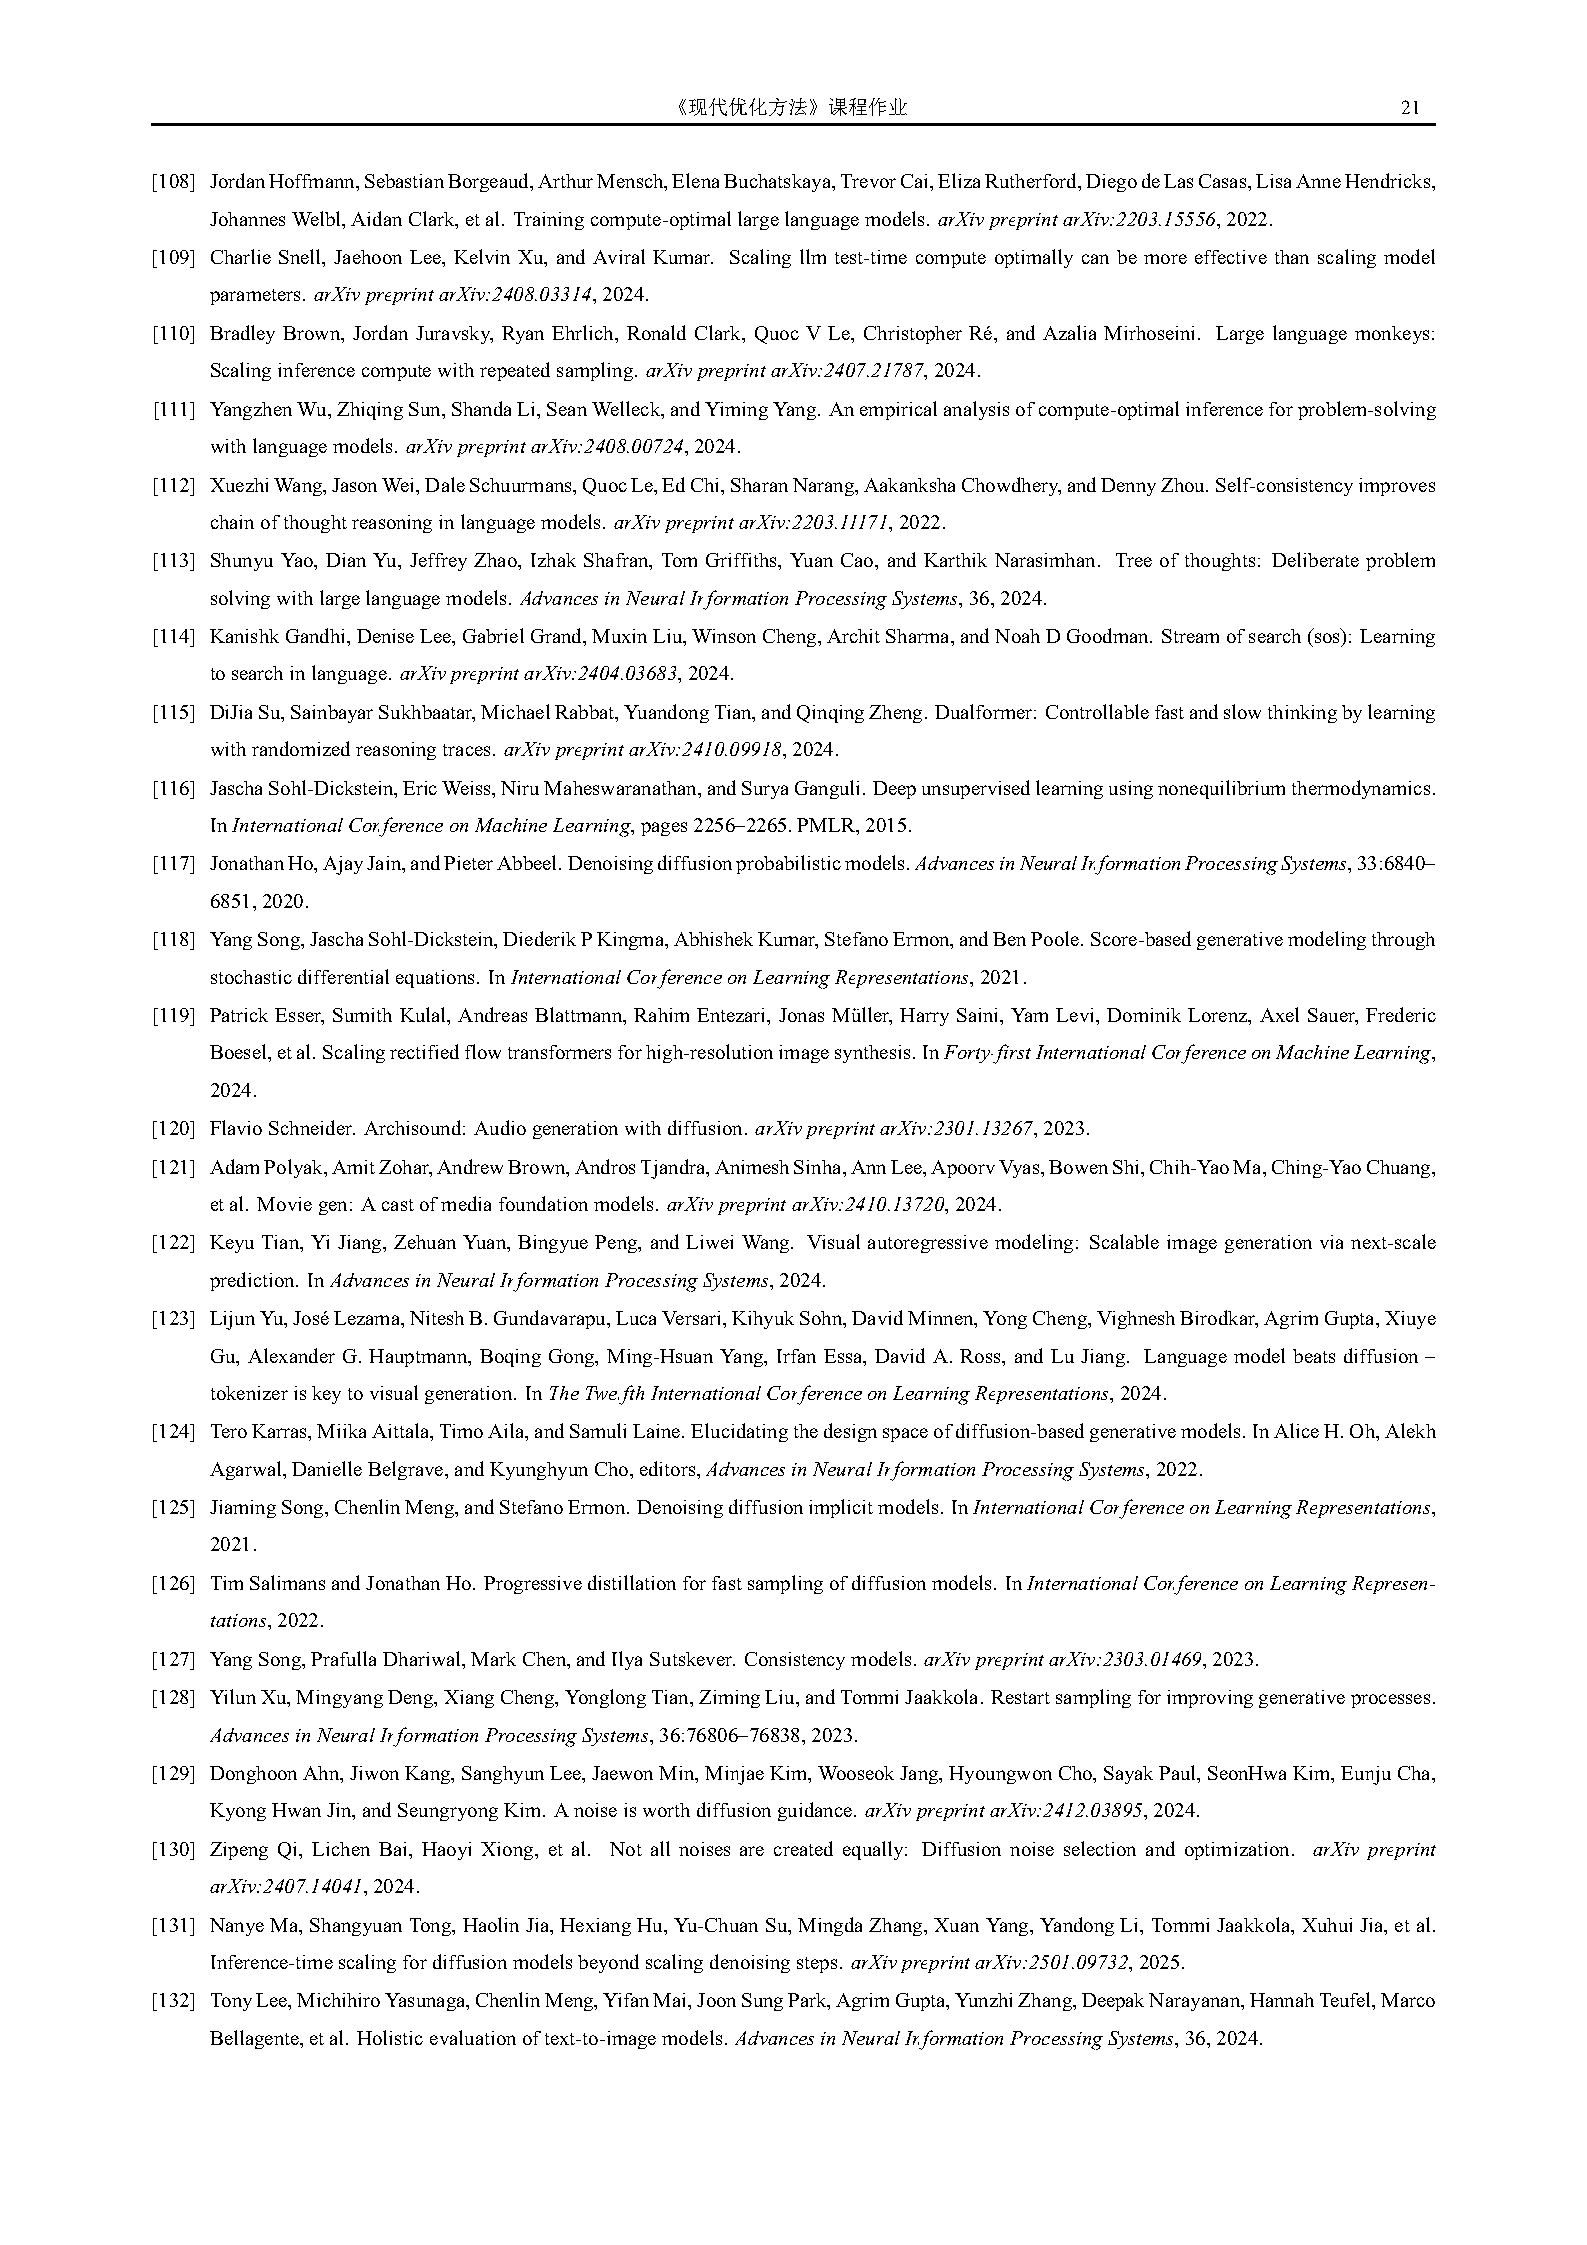 《现代优化方法》课程作业 21
[108] Jordan Hoffmann, Sebastian Borgeaud, Arthur Mensch, Elena Buchatskaya, Trevor Cai, Eliza Rutherford, Diego de Las Casas, Lisa Anne Hendricks,
Johannes Welbl, Aidan Clark, et al. Training compute-optimal large language models. arXiv preprint arXiv:2203.15556, 2022.
[109] Charlie Snell, Jaehoon Lee, Kelvin Xu, and Aviral Kumar. Scaling llm test-time compute optimally can be more effective than scaling model
parameters. arXiv preprint arXiv:2408.03314, 2024.
[110] Bradley Brown, Jordan Juravsky, Ryan Ehrlich, Ronald Clark, Quoc V Le, Christopher Ré, and Azalia Mirhoseini. Large language monkeys:
Scaling inference compute with repeated sampling. arXiv preprint arXiv:2407.21787, 2024.
[111] Yangzhen Wu, Zhiqing Sun, Shanda Li, Sean Welleck, and Yiming Yang. An empirical analysis of compute-optimal inference for problem-solving
with language models. arXiv preprint arXiv:2408.00724, 2024.
[112] Xuezhi Wang, Jason Wei, Dale Schuurmans, Quoc Le, Ed Chi, Sharan Narang, Aakanksha Chowdhery, and Denny Zhou. Self-consistency improves
chain of thought reasoning in language models. arXiv preprint arXiv:2203.11171, 2022.
[113] Shunyu Yao, Dian Yu, Jeffrey Zhao, Izhak Shafran, Tom Griffiths, Yuan Cao, and Karthik Narasimhan. Tree of thoughts: Deliberate problem
solving with large language models. Advances in Neural Information Processing Systems, 36, 2024.
[114] Kanishk Gandhi, Denise Lee, Gabriel Grand, Muxin Liu, Winson Cheng, Archit Sharma, and Noah D Goodman. Stream of search (sos): Learning
to search in language. arXiv preprint arXiv:2404.03683, 2024.
[115] DiJia Su, Sainbayar Sukhbaatar, Michael Rabbat, Yuandong Tian, and Qinqing Zheng. Dualformer: Controllable fast and slow thinking by learning
with randomized reasoning traces. arXiv preprint arXiv:2410.09918, 2024.
[116] Jascha Sohl-Dickstein, Eric Weiss, Niru Maheswaranathan, and Surya Ganguli. Deep unsupervised learning using nonequilibrium thermodynamics.
In International Conference on Machine Learning, pages 2256–2265. PMLR, 2015.
[117] Jonathan Ho, Ajay Jain, and Pieter Abbeel. Denoising diffusion probabilistic models. Advances in Neural Information Processing Systems, 33:6840–
6851, 2020.
[118] Yang Song, Jascha Sohl-Dickstein, Diederik P Kingma, Abhishek Kumar, Stefano Ermon, and Ben Poole. Score-based generative modeling through
stochastic differential equations. In International Conference on Learning Representations, 2021.
[119] Patrick Esser, Sumith Kulal, Andreas Blattmann, Rahim Entezari, Jonas Müller, Harry Saini, Yam Levi, Dominik Lorenz, Axel Sauer, Frederic
Boesel, et al. Scaling rectified flow transformers for high-resolution image synthesis. In Forty-first International Conference on Machine Learning,
2024.
[120] Flavio Schneider. Archisound: Audio generation with diffusion. arXiv preprint arXiv:2301.13267, 2023.
[121] Adam Polyak, Amit Zohar, Andrew Brown, Andros Tjandra, Animesh Sinha, Ann Lee, Apoorv Vyas, Bowen Shi, Chih-Yao Ma, Ching-Yao Chuang,
et al. Movie gen: A cast of media foundation models. arXiv preprint arXiv:2410.13720, 2024.
[122] Keyu Tian, Yi Jiang, Zehuan Yuan, Bingyue Peng, and Liwei Wang. Visual autoregressive modeling: Scalable image generation via next-scale
prediction. In Advances in Neural Information Processing Systems, 2024.
[123] Lijun Yu, José Lezama, Nitesh B. Gundavarapu, Luca Versari, Kihyuk Sohn, David Minnen, Yong Cheng, Vighnesh Birodkar, Agrim Gupta, Xiuye
Gu, Alexander G. Hauptmann, Boqing Gong, Ming-Hsuan Yang, Irfan Essa, David A. Ross, and Lu Jiang. Language model beats diffusion –
tokenizer is key to visual generation. In The Twelfth International Conference on Learning Representations, 2024.
[124] Tero Karras, Miika Aittala, Timo Aila, and Samuli Laine. Elucidating the design space of diffusion-based generative models. In Alice H. Oh, Alekh
Agarwal, Danielle Belgrave, and Kyunghyun Cho, editors, Advances in Neural Information Processing Systems, 2022.
[125] Jiaming Song, Chenlin Meng, and Stefano Ermon. Denoising diffusion implicit models. In International Conference on Learning Representations,
2021.
[126] Tim Salimans and Jonathan Ho. Progressive distillation for fast sampling of diffusion models. In International Conference on Learning Represen-
tations, 2022.
[127] Yang Song, Prafulla Dhariwal, Mark Chen, and Ilya Sutskever. Consistency models. arXiv preprint arXiv:2303.01469, 2023.
[128] Yilun Xu, Mingyang Deng, Xiang Cheng, Yonglong Tian, Ziming Liu, and Tommi Jaakkola. Restart sampling for improving generative processes.
Advances in Neural Information Processing Systems, 36:76806–76838, 2023.
[129] Donghoon Ahn, Jiwon Kang, Sanghyun Lee, Jaewon Min, Minjae Kim, Wooseok Jang, Hyoungwon Cho, Sayak Paul, SeonHwa Kim, Eunju Cha,
Kyong Hwan Jin, and Seungryong Kim. A noise is worth diffusion guidance. arXiv preprint arXiv:2412.03895, 2024.
[130] Zipeng Qi, Lichen Bai, Haoyi Xiong, et al. Not all noises are created equally: Diffusion noise selection and optimization. arXiv preprint
arXiv:2407.14041, 2024.
[131] Nanye Ma, Shangyuan Tong, Haolin Jia, Hexiang Hu, Yu-Chuan Su, Mingda Zhang, Xuan Yang, Yandong Li, Tommi Jaakkola, Xuhui Jia, et al.
Inference-time scaling for diffusion models beyond scaling denoising steps. arXiv preprint arXiv:2501.09732, 2025.
[132] Tony Lee, Michihiro Yasunaga, Chenlin Meng, Yifan Mai, Joon Sung Park, Agrim Gupta, Yunzhi Zhang, Deepak Narayanan, Hannah Teufel, Marco
Bellagente, et al. Holistic evaluation of text-to-image models. Advances in Neural Information Processing Systems, 36, 2024.